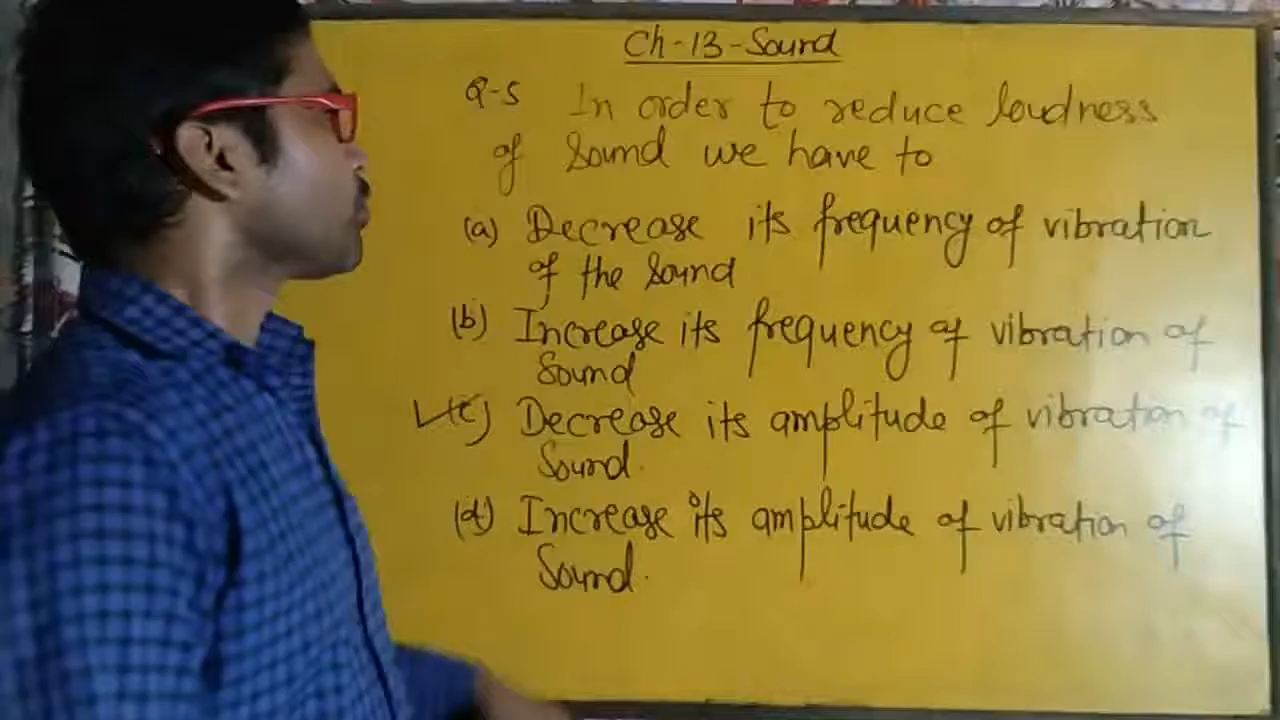 Ch-13-Sound
Q-5 In order to reduce loudness
of Sound we have to
(a) Decrease its frequency of vibration
of the Sound
(b) Increase its frequency of vibration of
Sound
✓(c) Decrease its amplitude of vibration of
Sound.
(d) Increase its amplitude of vibration of
Sound.